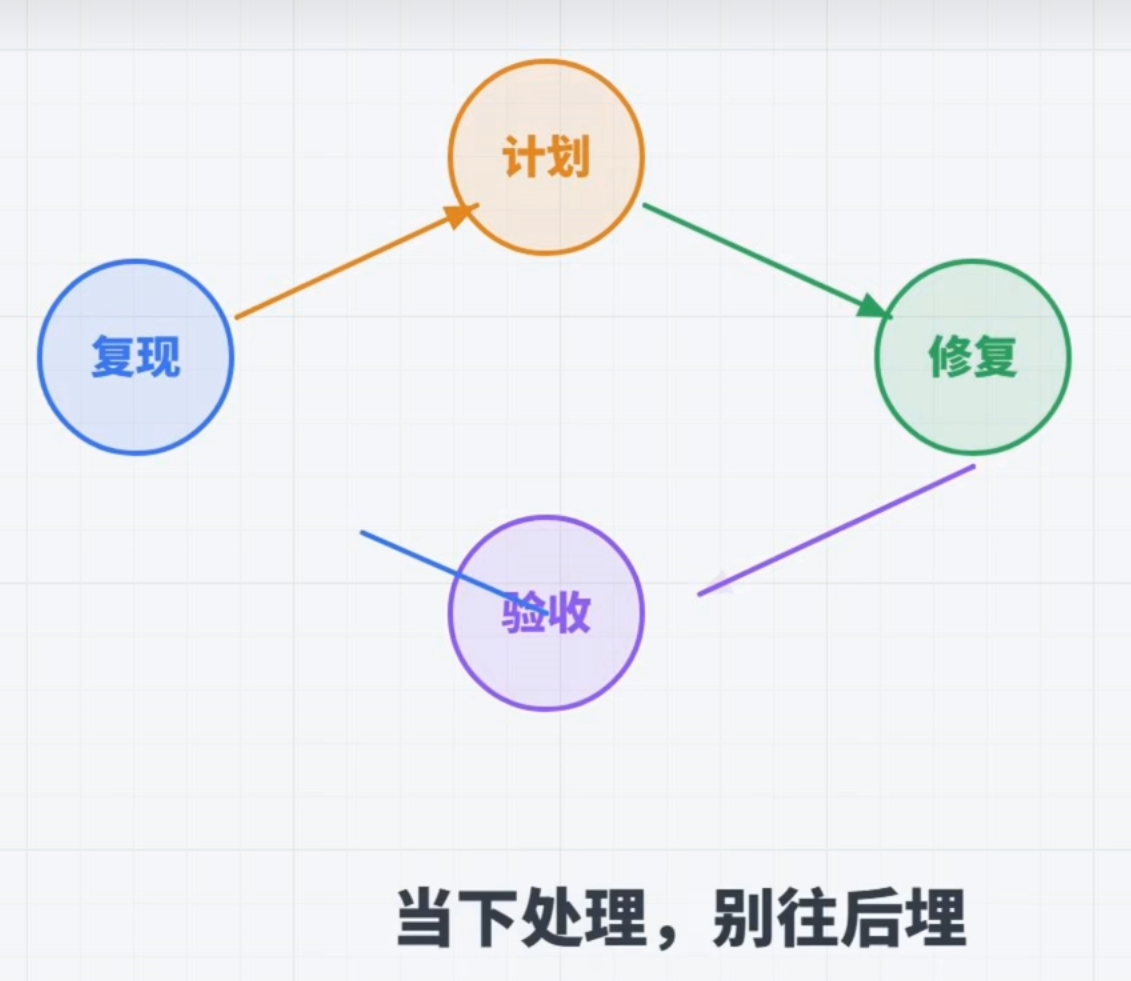 计划
复现
修复
验收
当下处理，别往后埋